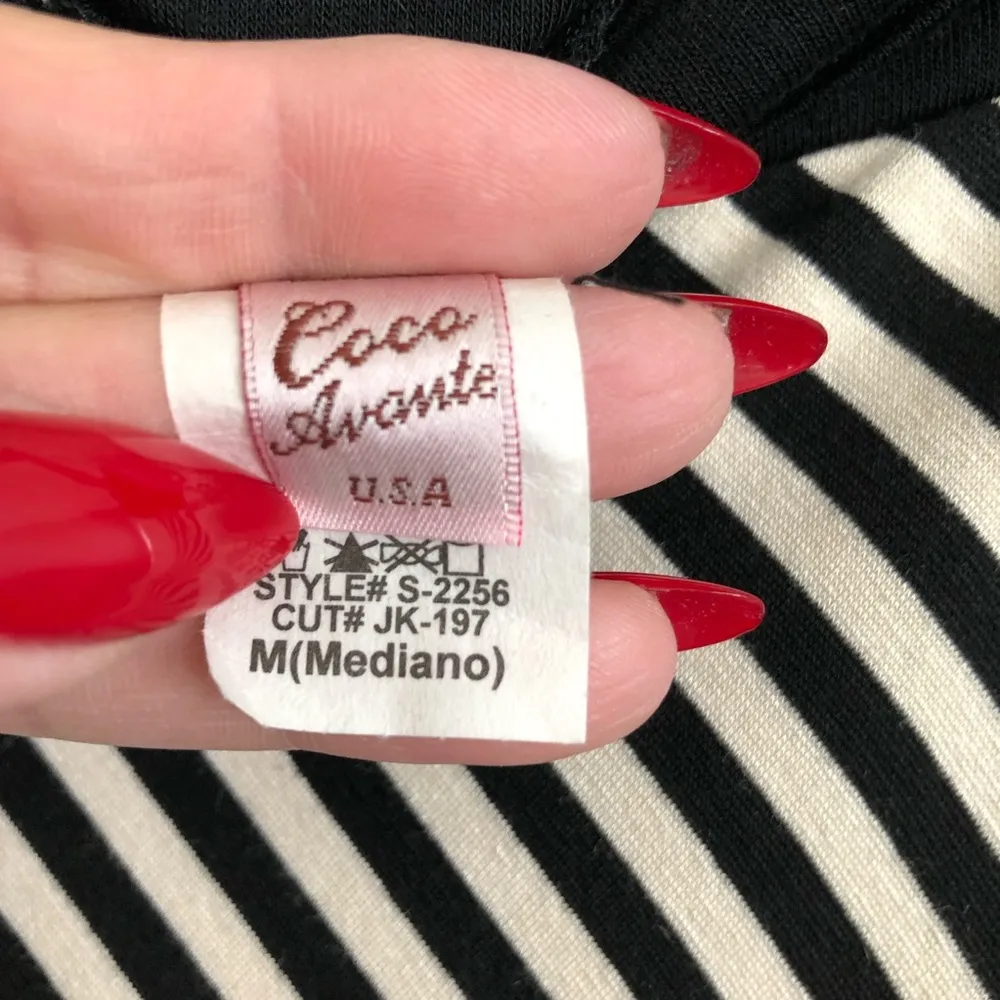 Coco
Avante
U.S.A
STYLE# S-2256
CUT# JK-197
M(Mediano)